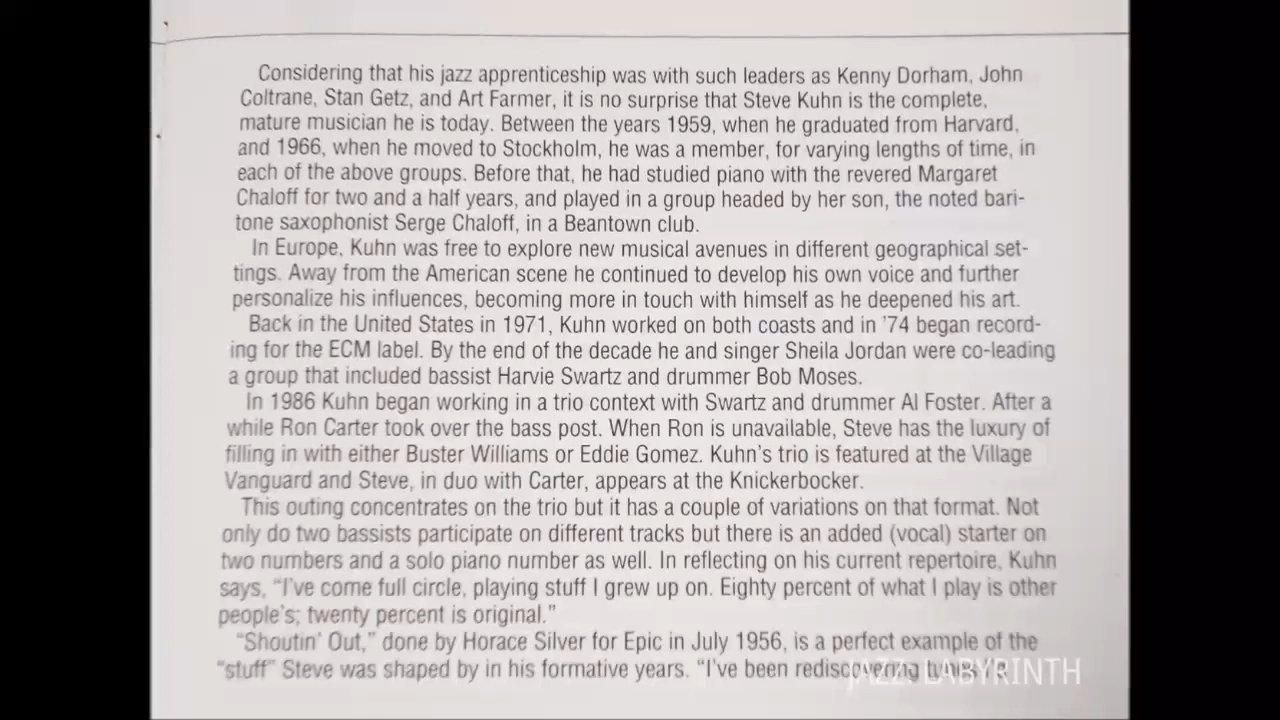 Considering that his jazz apprenticeship was with such leaders as Kenny Dorham, John
Coltrane, Stan Getz, and Art Farmer, it is no surprise that Steve Kuhn is the complete,
mature musician he is today. Between the years 1959, when he graduated from Harvard,
and 1966, when he moved to Stockholm, he was a member, for varying lengths of time, in
each of the above groups. Before that, he had studied piano with the revered Margaret
Chaloff for two and a half years, and played in a group headed by her son, the noted bari-
tone saxophonist Serge Chaloff, in a Beantown club.
In Europe, Kuhn was free to explore new musical avenues in different geographical set-
tings. Away from the American scene he continued to develop his own voice and further
personalize his influences, becoming more in touch with himself as he deepened his art.
Back in the United States in 1971, Kuhn worked on both coasts and in '74 began record-
ing for the ECM label. By the end of the decade he and singer Sheila Jordan were co-leading
a group that included bassist Harvie Swartz and drummer Bob Moses.
In 1986 Kuhn began working in a trio context with Swartz and drummer Al Foster. After a
while Ron Carter took over the bass post. When Ron is unavailable, Steve has the luxury of
filling in with either Buster Williams or Eddie Gomez. Kuhn's trio is featured at the Village
Vanguard and Steve, in duo with Carter, appears at the Knickerbocker.
This outing concentrates on the trio but it has a couple of variations on that format. Not
only do two bassists participate on different tracks but there is an added (vocal) starter on
two numbers and a solo piano number as well. In reflecting on his current repertoire, Kuhn
says, "I've come full circle, playing stuff I grew up on. Eighty percent of what I play is other
people's; twenty percent is original."
"Shoutin' Out," done by Horace Silver for Epic in July 1956, is a perfect example of the
"stuff" Steve was shaped by in his formative years. "I've been rediscovering
JAZZ LABYRINTH